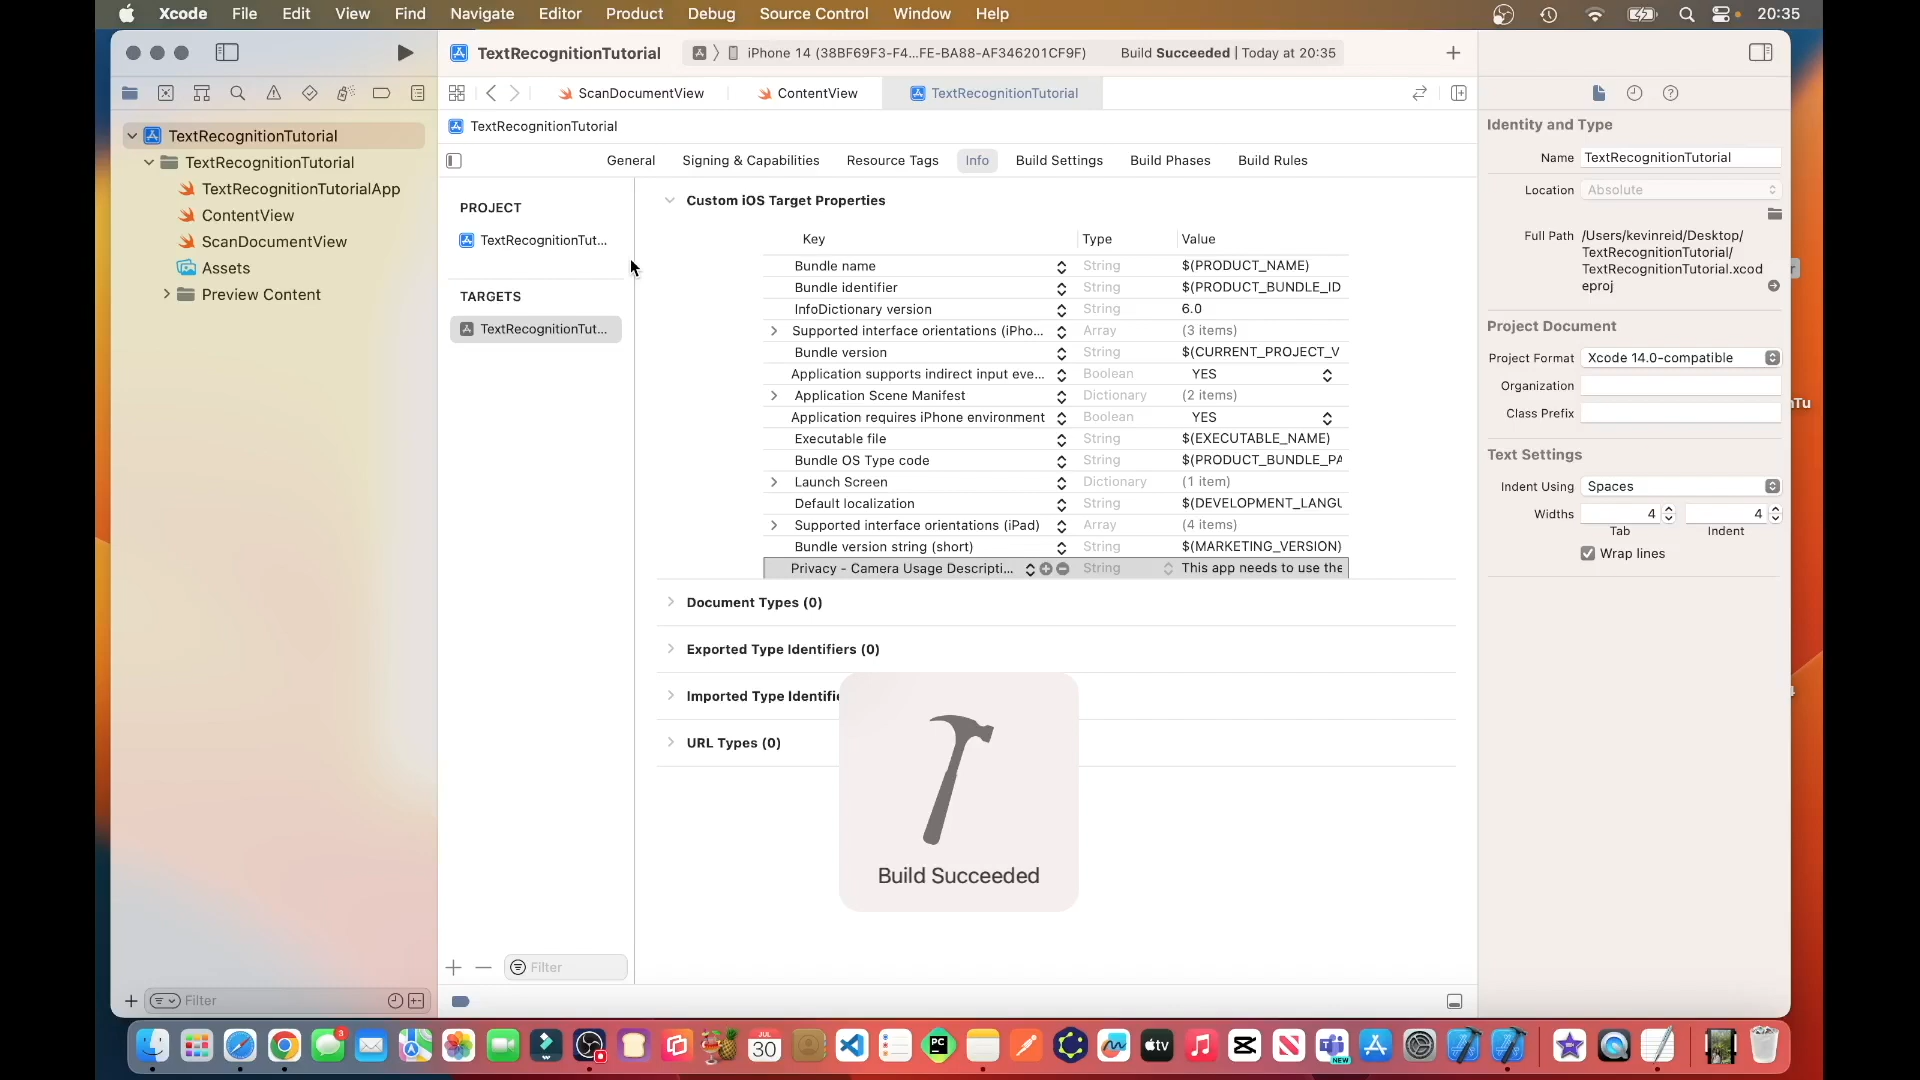 Xcode File Edit View Find Navigate Editor Product Debug Source Control Window Help 20:35
TextRecognitionTutorial iPhone 14 (38BF69F3-F4...FE-BA88-AF346201CF9F) Build Succeeded | Today at 20:35
ScanDocumentView ContentView TextRecognitionTutorial
TextRecognitionTutorial
TextRecognitionTutorial
TextRecognitionTutorial
TextRecognitionTutorialApp
ContentView
ScanDocumentView
Assets
Preview Content
Filter
General Signing & Capabilities Resource Tags Info Build Settings Build Phases Build Rules
PROJECT
TextRecognitionTut...
TARGETS
TextRecognitionTut...
Filter
Custom iOS Target Properties
Key Type Value
Bundle name String $(PRODUCT_NAME)
Bundle identifier String $(PRODUCT_BUNDLE_ID
InfoDictionary version String 6.0
Supported interface orientations (iPho... Array (3 items)
Bundle version String $(CURRENT_PROJECT_V
Application supports indirect input eve... Boolean YES
Application Scene Manifest Dictionary (2 items)
Application requires iPhone environment Boolean YES
Executable file String $(EXECUTABLE_NAME)
Bundle OS Type code String $(PRODUCT_BUNDLE_PA
Launch Screen Dictionary (1 item)
Default localization String $(DEVELOPMENT_LANGU
Supported interface orientations (iPad) Array (4 items)
Bundle version string (short) String $(MARKETING_VERSION)
Privacy - Camera Usage Descripti... String This app needs to use the
Document Types (0)
Exported Type Identifiers (0)
Imported Type Identifie
URL Types (0)
Build Succeeded
Identity and Type
Name TextRecognitionTutorial
Location Absolute
Full Path /Users/kevinreid/Desktop/
TextRecognitionTutorial/
TextRecognitionTutorial.xcod
eproj
Project Document
Project Format Xcode 14.0-compatible
Organization
Class Prefix
Text Settings
Indent Using Spaces
Widths 4 4
Tab Indent
Wrap lines
nTu
3
JUL
30
PC
tv
NEW